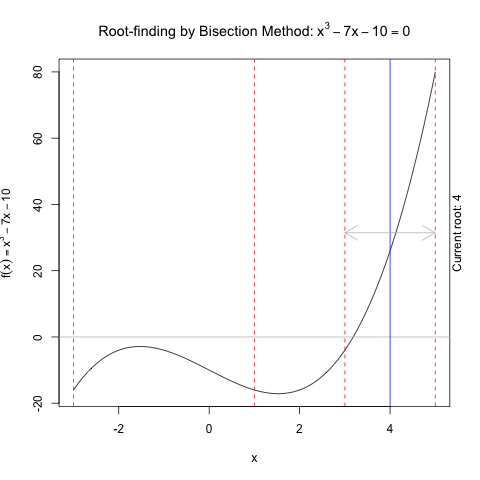 Root-finding by Bisection Method: x³ − 7x − 10 = 0
f(x) = x³ − 7x − 10
80
60
40
20
0
-20
Current root: 4
-2 0 2 4
x